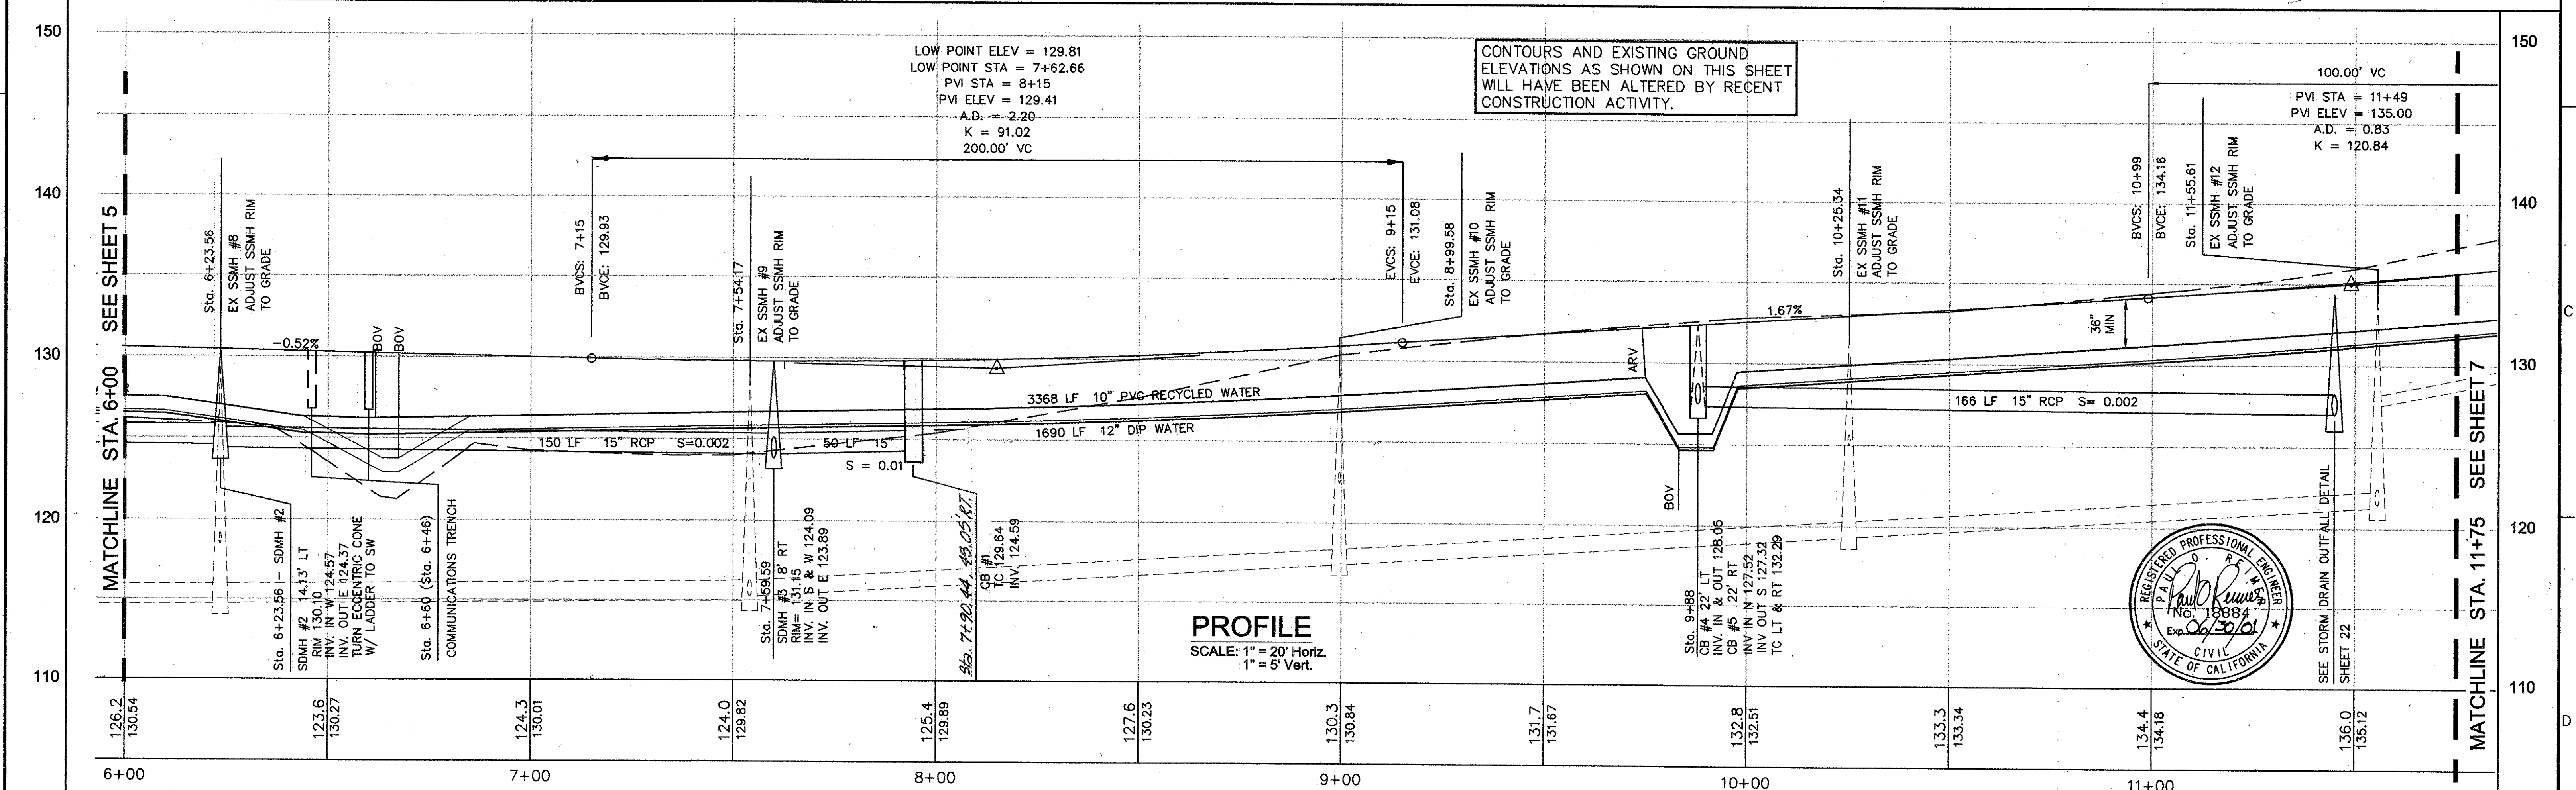 150
140
130
120
110
MATCHLINE STA. 6+00 SEE SHEET 5
Sta. 6+23.56
EX SSMH #8
ADJUST SSMH RIM
TO GRADE
-0.52%
BOV
BOV
BVCS: 7+15
BVCE: 129.93
LOW POINT ELEV = 129.81
LOW POINT STA = 7+62.66
PVI STA = 8+15
PVI ELEV = 129.41
A.D. = 2.20
K = 91.02
200.00' VC
Sta. 7+54.17
EX SSMH #9
ADJUST SSMH RIM
TO GRADE
EVCS: 9+15
EVCE: 131.08
Sta. 8+99.58
EX SSMH #10
ADJUST SSMH RIM
TO GRADE
CONTOURS AND EXISTING GROUND
ELEVATIONS AS SHOWN ON THIS SHEET
WILL HAVE BEEN ALTERED BY RECENT
CONSTRUCTION ACTIVITY.
Sta. 10+25.34
EX SSMH #11
ADJUST SSMH RIM
TO GRADE
1.67%
36"
MIN
BVCS: 10+99
BVCE: 134.16
Sta. 11+55.61
EX SSMH #12
ADJUST SSMH RIM
TO GRADE
100.00' VC
PVI STA = 11+49
PVI ELEV = 135.00
A.D. = 0.83
K = 120.84
ARV
3368 LF 10" PVC RECYCLED WATER
1690 LF 12" DIP WATER
150 LF 15" RCP S=0.002
50 LF 15"
S = 0.01
166 LF 15" RCP S= 0.002
BOV
Sta. 6+23.56 - SDMH #2
SDMH #2 14.13' LT
RIM 130.10
INV. IN W 124.57
INV. OUT E 124.37
TURN ECCENTRIC CONE
W/ LADDER TO SW
Sta. 6+60 (Sta. 6+46)
COMMUNICATIONS TRENCH
Sta. 7+59.59
SDMH #3 8' RT
RIM= 131.15
INV. IN S & W 124.09
INV. OUT E 123.89
Sta. 7+90.44, 45.05' RT.
CB #1
TC 129.64
INV. 124.59
PROFILE
SCALE: 1" = 20' Horiz.
1" = 5' Vert.
Sta. 9+88
CB #4 22' LT
INV. IN & OUT 128.05
CB #5 22' RT
INV IN N 127.52
INV OUT S 127.32
TC LT & RT 132.29
REGISTERED PROFESSIONAL ENGINEER
PAUL O. REIMER
No. 18884
Exp. 06/30/01
CIVIL
STATE OF CALIFORNIA
SEE STORM DRAIN OUTFALL DETAIL
SHEET 22
MATCHLINE STA. 11+75 SEE SHEET 7
150
140
130
120
110
C
D
126.2
130.54
123.6
130.27
124.3
130.01
124.0
129.82
125.4
129.89
127.6
130.23
130.3
130.84
131.7
131.67
132.8
132.51
133.3
133.34
134.4
134.18
136.0
135.12
6+00
7+00
8+00
9+00
10+00
11+00